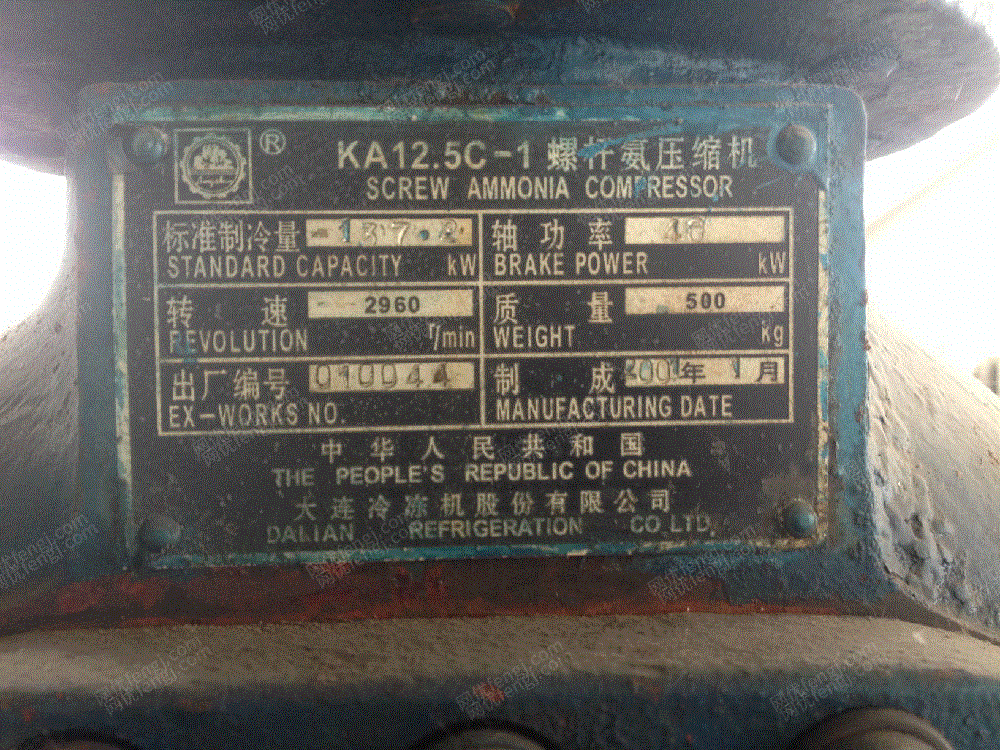 ® KA12.5C-1 螺杆氨压缩机
SCREW AMMONIA COMPRESSOR
标准制冷量 137.2 轴功率
STANDARD CAPACITY kW BRAKE POWER kW
转速 2960 质量 500
REVOLUTION r/min WEIGHT kg
出厂编号 010044 制成 年 1月
EX-WORKS NO. MANUFACTURING DATE
中华人民共和国
THE PEOPLE'S REPUBLIC OF CHINA
大连冷冻机股份有限公司
DALIAN REFRIGERATION CO.LTD.